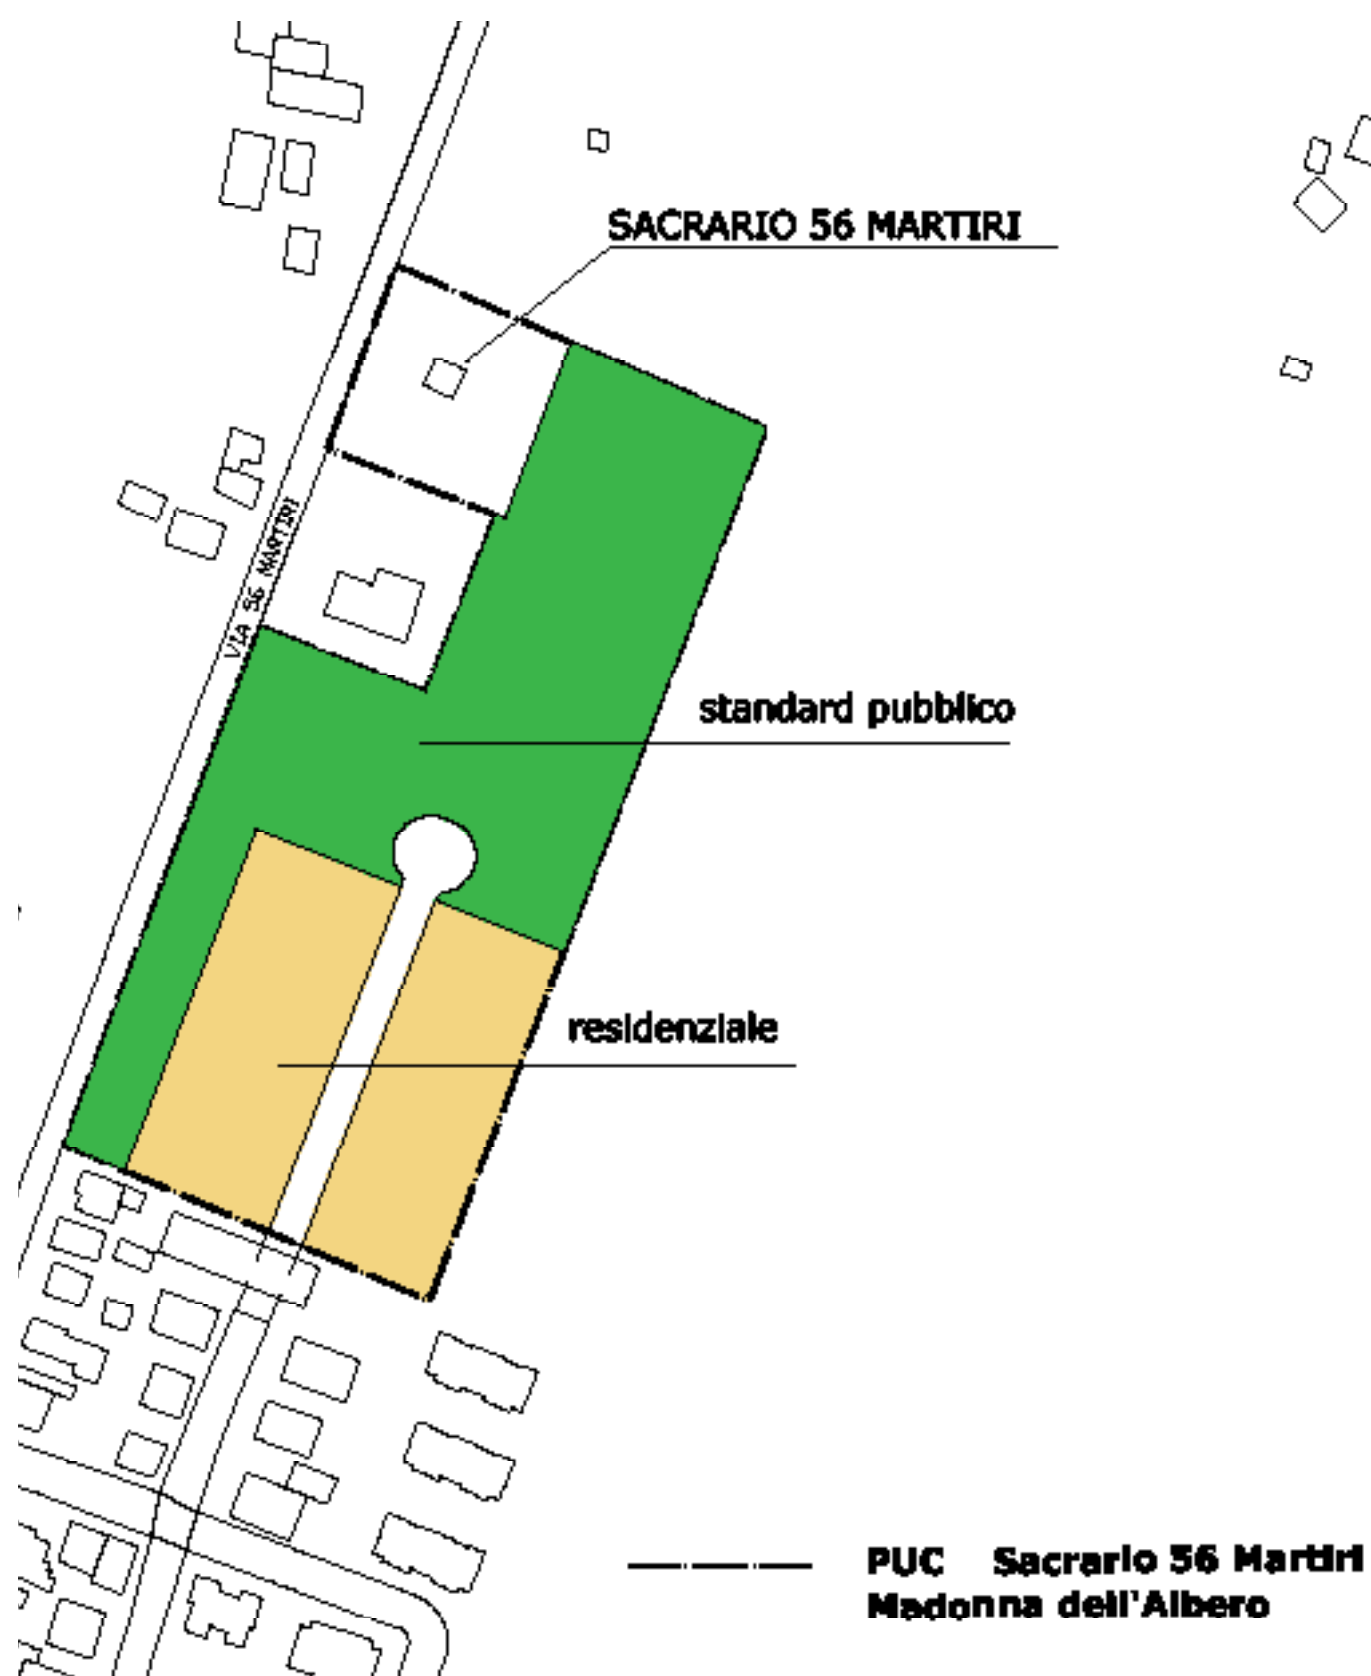 SACRARIO 56 MARTIRI
VIA 56 MARTIRI
standard pubblico
residenziale
PUC Sacrario 56 Martiri
Madonna dell'Albero